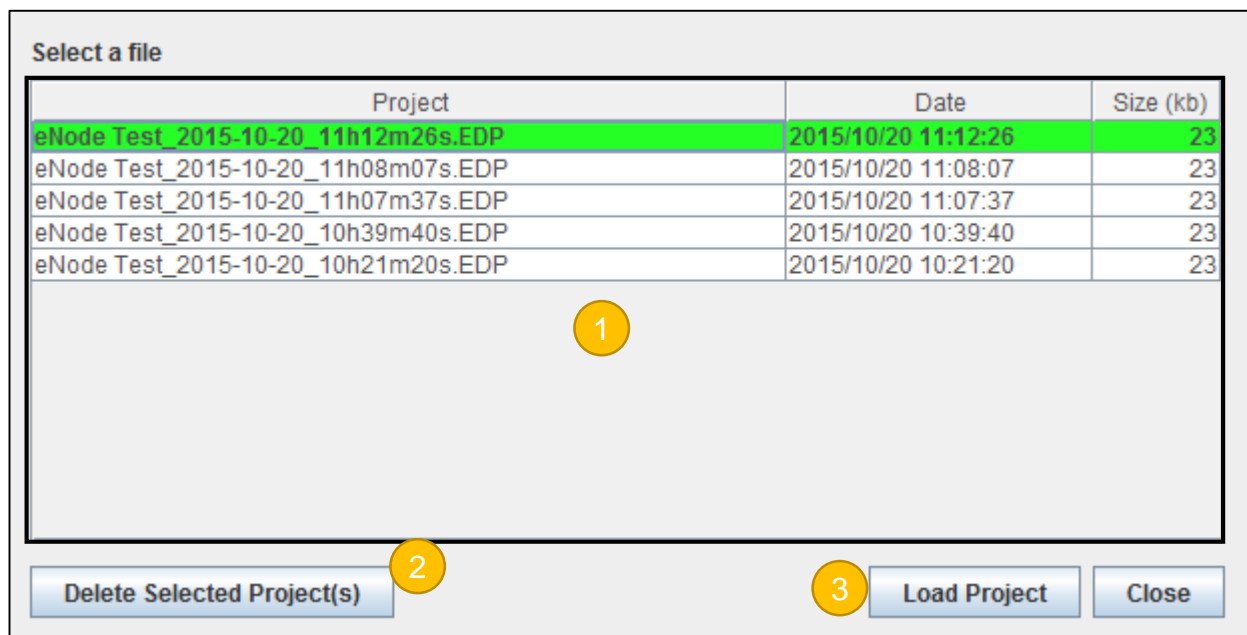 Select a file
Project Date Size (kb)
eNode Test_2015-10-20_11h12m26s.EDP 2015/10/20 11:12:26 23
eNode Test_2015-10-20_11h08m07s.EDP 2015/10/20 11:08:07 23
eNode Test_2015-10-20_11h07m37s.EDP 2015/10/20 11:07:37 23
eNode Test_2015-10-20_10h39m40s.EDP 2015/10/20 10:39:40 23
eNode Test_2015-10-20_10h21m20s.EDP 2015/10/20 10:21:20 23
1
2
Delete Selected Project(s) 3 Load Project Close